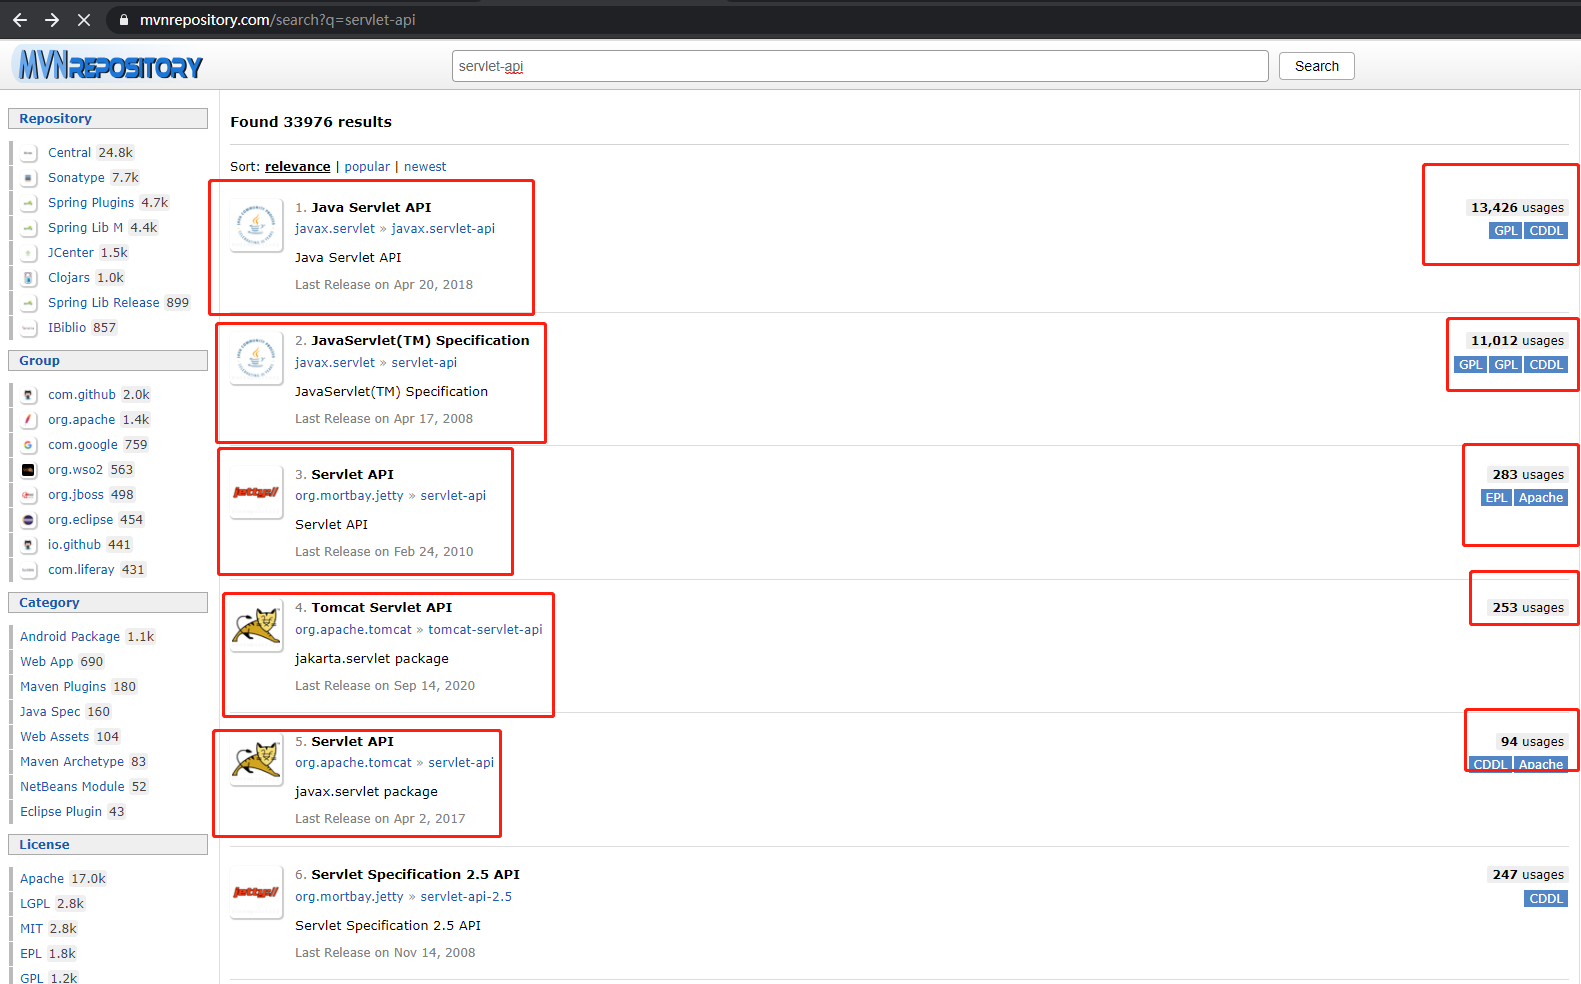 mvnrepository.com/search?q=servlet-api
MVNREPOSITORY
servlet-api
Search
Repository
Central 24.8k
Sonatype 7.7k
Spring Plugins 4.7k
Spring Lib M 4.4k
JCenter 1.5k
Clojars 1.0k
Spring Lib Release 899
IBiblio 857
Group
com.github 2.0k
org.apache 1.4k
com.google 759
org.wso2 563
org.jboss 498
org.eclipse 454
io.github 441
com.liferay 431
Category
Android Package 1.1k
Web App 690
Maven Plugins 180
Java Spec 160
Web Assets 104
Maven Archetype 83
NetBeans Module 52
Eclipse Plugin 43
License
Apache 17.0k
LGPL 2.8k
MIT 2.8k
EPL 1.8k
GPL 1.2k
Found 33976 results
Sort: relevance | popular | newest
1. Java Servlet API
13,426 usages
javax.servlet » javax.servlet-api
GPL CDDL
Java Servlet API
Last Release on Apr 20, 2018
2. JavaServlet(TM) Specification
11,012 usages
javax.servlet » servlet-api
GPL GPL CDDL
JavaServlet(TM) Specification
Last Release on Apr 17, 2008
jetty://
3. Servlet API
283 usages
org.mortbay.jetty » servlet-api
EPL Apache
Servlet API
Last Release on Feb 24, 2010
4. Tomcat Servlet API
253 usages
org.apache.tomcat » tomcat-servlet-api
jakarta.servlet package
Last Release on Sep 14, 2020
5. Servlet API
94 usages
org.apache.tomcat » servlet-api
CDDL Apache
javax.servlet package
Last Release on Apr 2, 2017
jetty://
6. Servlet Specification 2.5 API
247 usages
org.mortbay.jetty » servlet-api-2.5
CDDL
Servlet Specification 2.5 API
Last Release on Nov 14, 2008